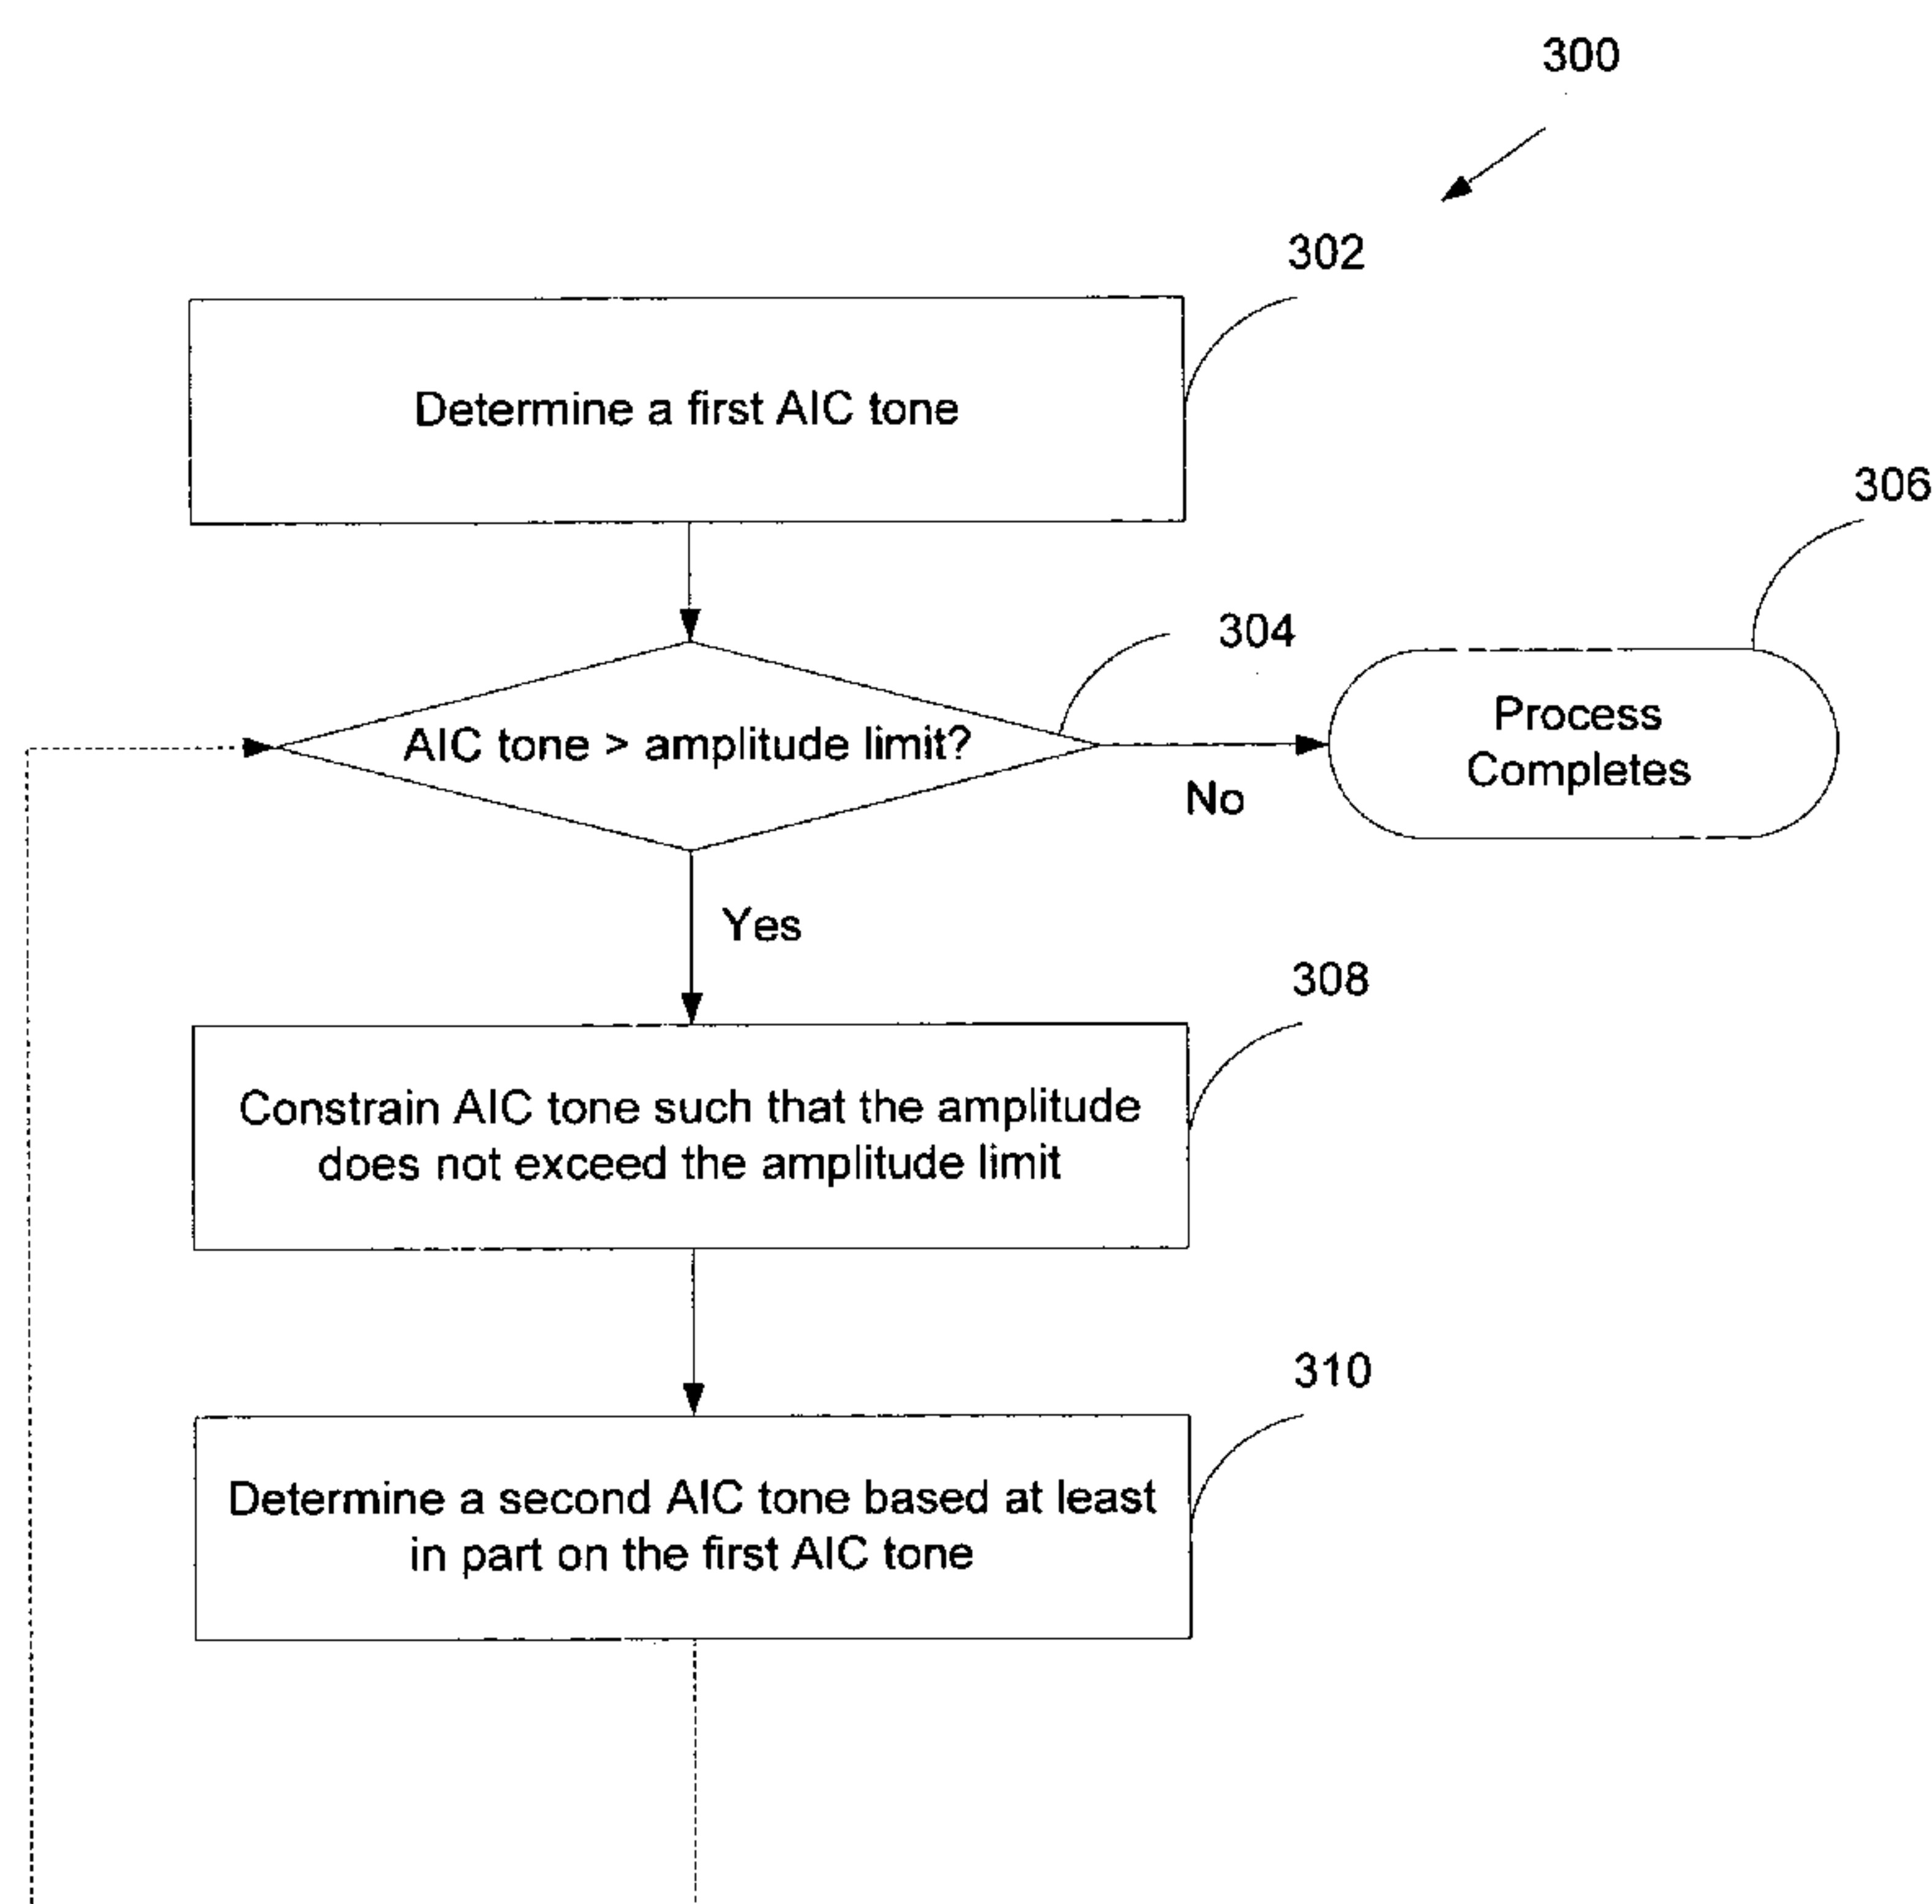 300
302
Determine a first AIC tone
306
304
AIC tone > amplitude limit?
Process
Completes
No
Yes
308
Constrain AIC tone such that the amplitude
does not exceed the amplitude limit
310
Determine a second AIC tone based at least
in part on the first AIC tone